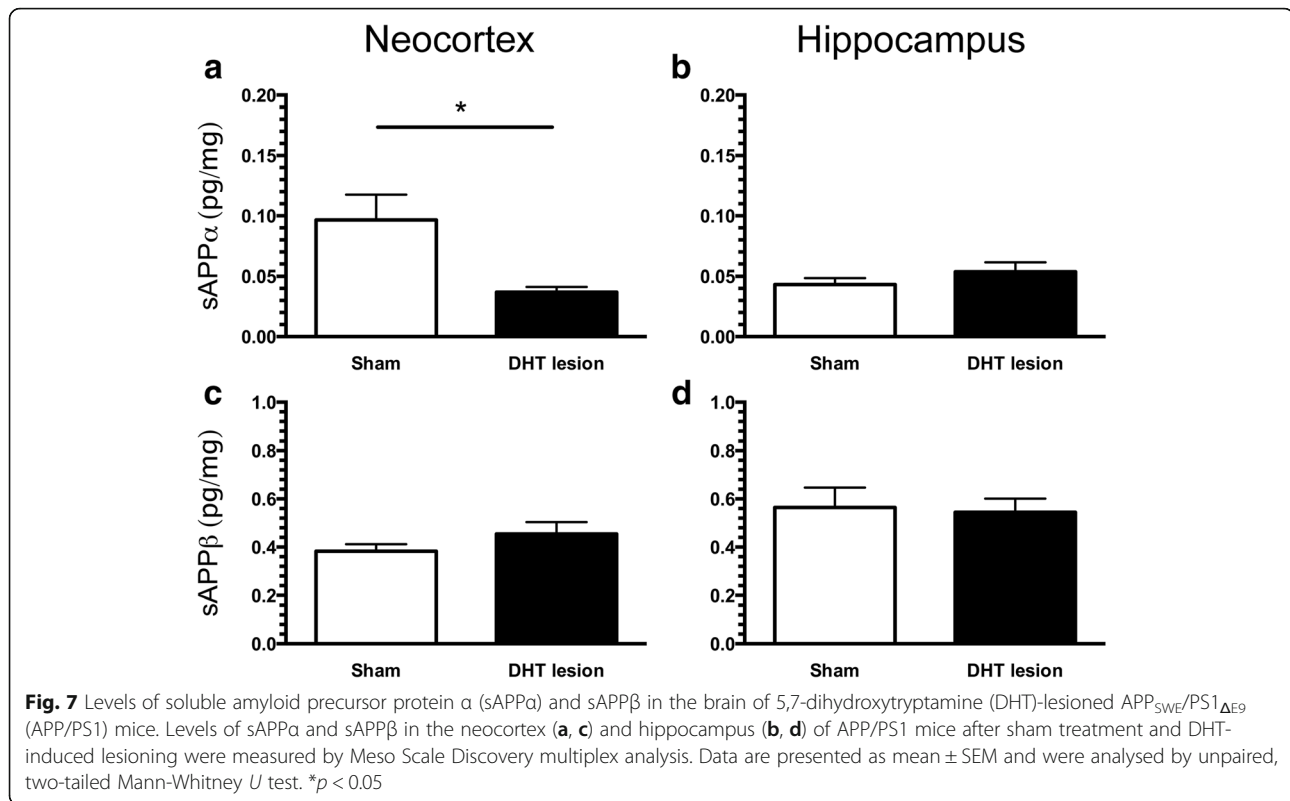 Neocortex Hippocampus
a b
sAPPα (pg/mg)
0.20
0.15
0.10
0.05
0.00
*
Sham DHT lesion
0.20
0.15
0.10
0.05
0.00
Sham DHT lesion
c d
sAPPβ (pg/mg)
1.0
0.8
0.6
0.4
0.2
0.0
Sham DHT lesion
1.0
0.8
0.6
0.4
0.2
0.0
Sham DHT lesion
Fig. 7 Levels of soluble amyloid precursor protein α (sAPPα) and sAPPβ in the brain of 5,7-dihydroxytryptamine (DHT)-lesioned APPSWE/PS1ΔE9
(APP/PS1) mice. Levels of sAPPα and sAPPβ in the neocortex (a, c) and hippocampus (b, d) of APP/PS1 mice after sham treatment and DHT-
induced lesioning were measured by Meso Scale Discovery multiplex analysis. Data are presented as mean ± SEM and were analysed by unpaired,
two-tailed Mann-Whitney U test. *p < 0.05